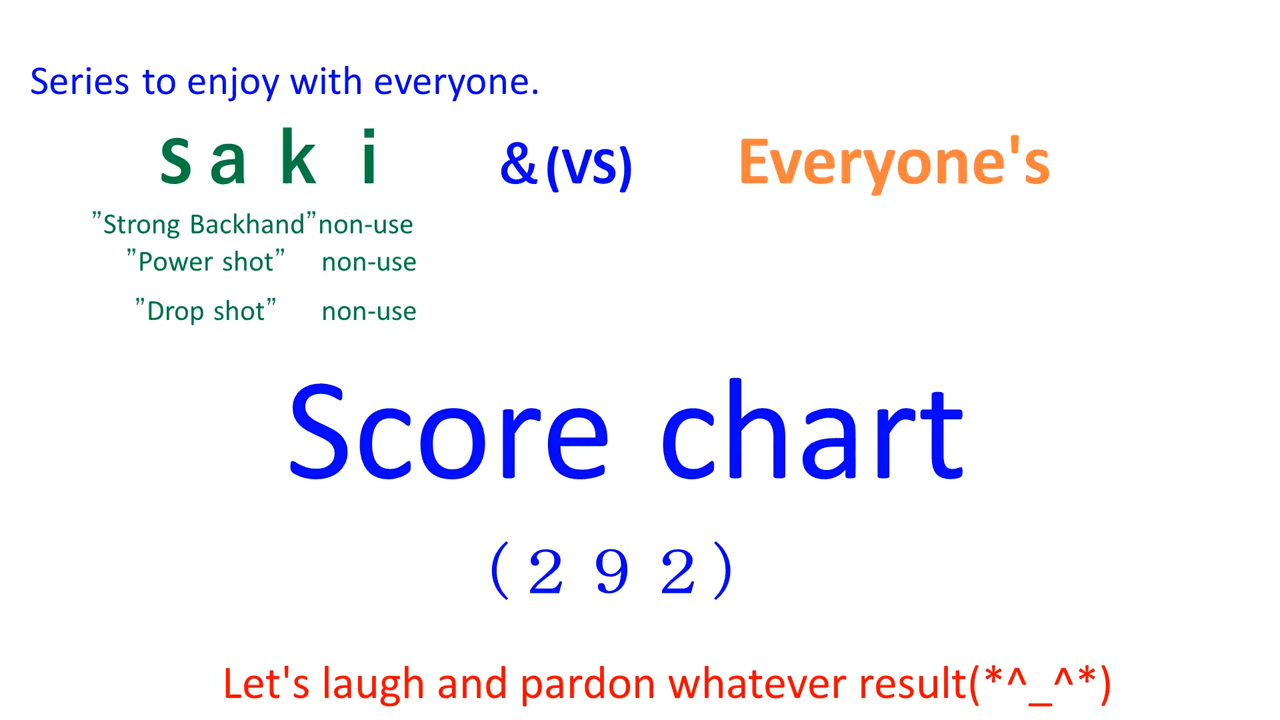 Series to enjoy with everyone.
saki &(VS) Everyone's
”Strong Backhand”non-use
”Power shot” non-use
”Drop shot” non-use
Score chart
(２９２)
Let's laugh and pardon whatever result(*^_^*)